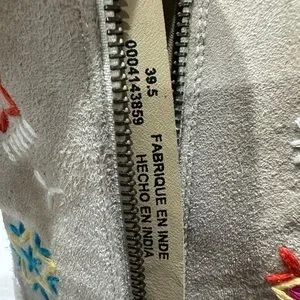 39.5 FABRIQUE EN INDE
0004143859 HECHO EN INDIA